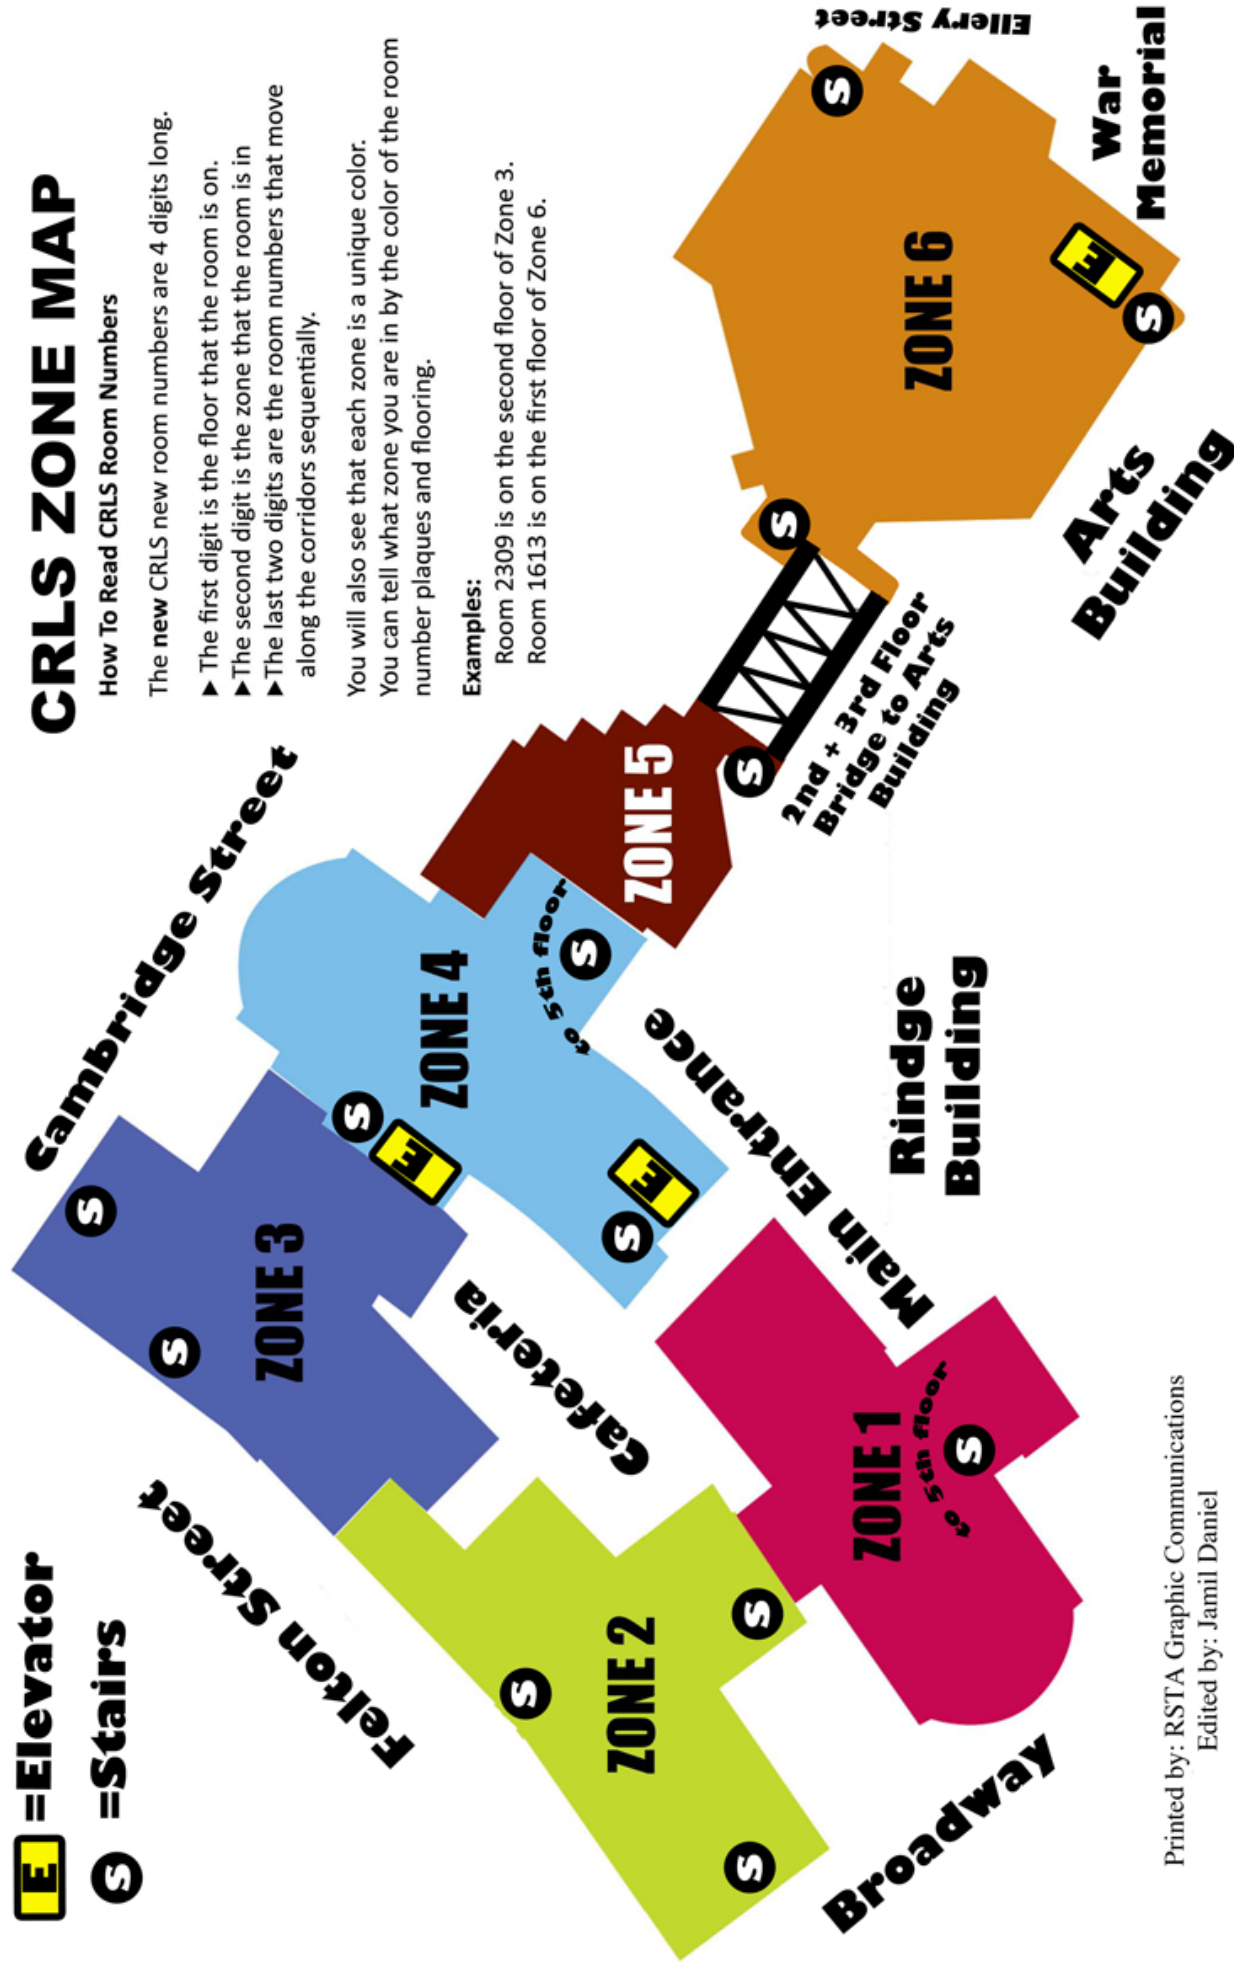 CRLS ZONE MAP
How To Read CRLS Room Numbers
The new CRLS new room numbers are 4 digits long.
► The first digit is the floor that the room is on.
►The second digit is the zone that the room is in
►The last two digits are the room numbers that move
along the corridors sequentially.
You will also see that each zone is a unique color.
You can tell what zone you are in by the color of the room
number plaques and flooring.
Examples:
Room 2309 is on the second floor of Zone 3.
Room 1613 is on the first floor of Zone 6.
E =Elevator
S =Stairs
Cambridge Street
Felton Street
S
S
ZONE 3
S
E
ZONE 4
to 5th floor
S
S
E
Cafeteria
Main Entrance
ZONE 5
S
2nd + 3rd Floor
Bridge to Arts
Building
S
ZONE 6
S
E
S
Ellery Street
War
Memorial
Arts
Building
Rindge
Building
S
ZONE 2
S
S
ZONE 1
to 5th floor
S
Broadway
Printed by: RSTA Graphic Communications
Edited by: Jamil Daniel